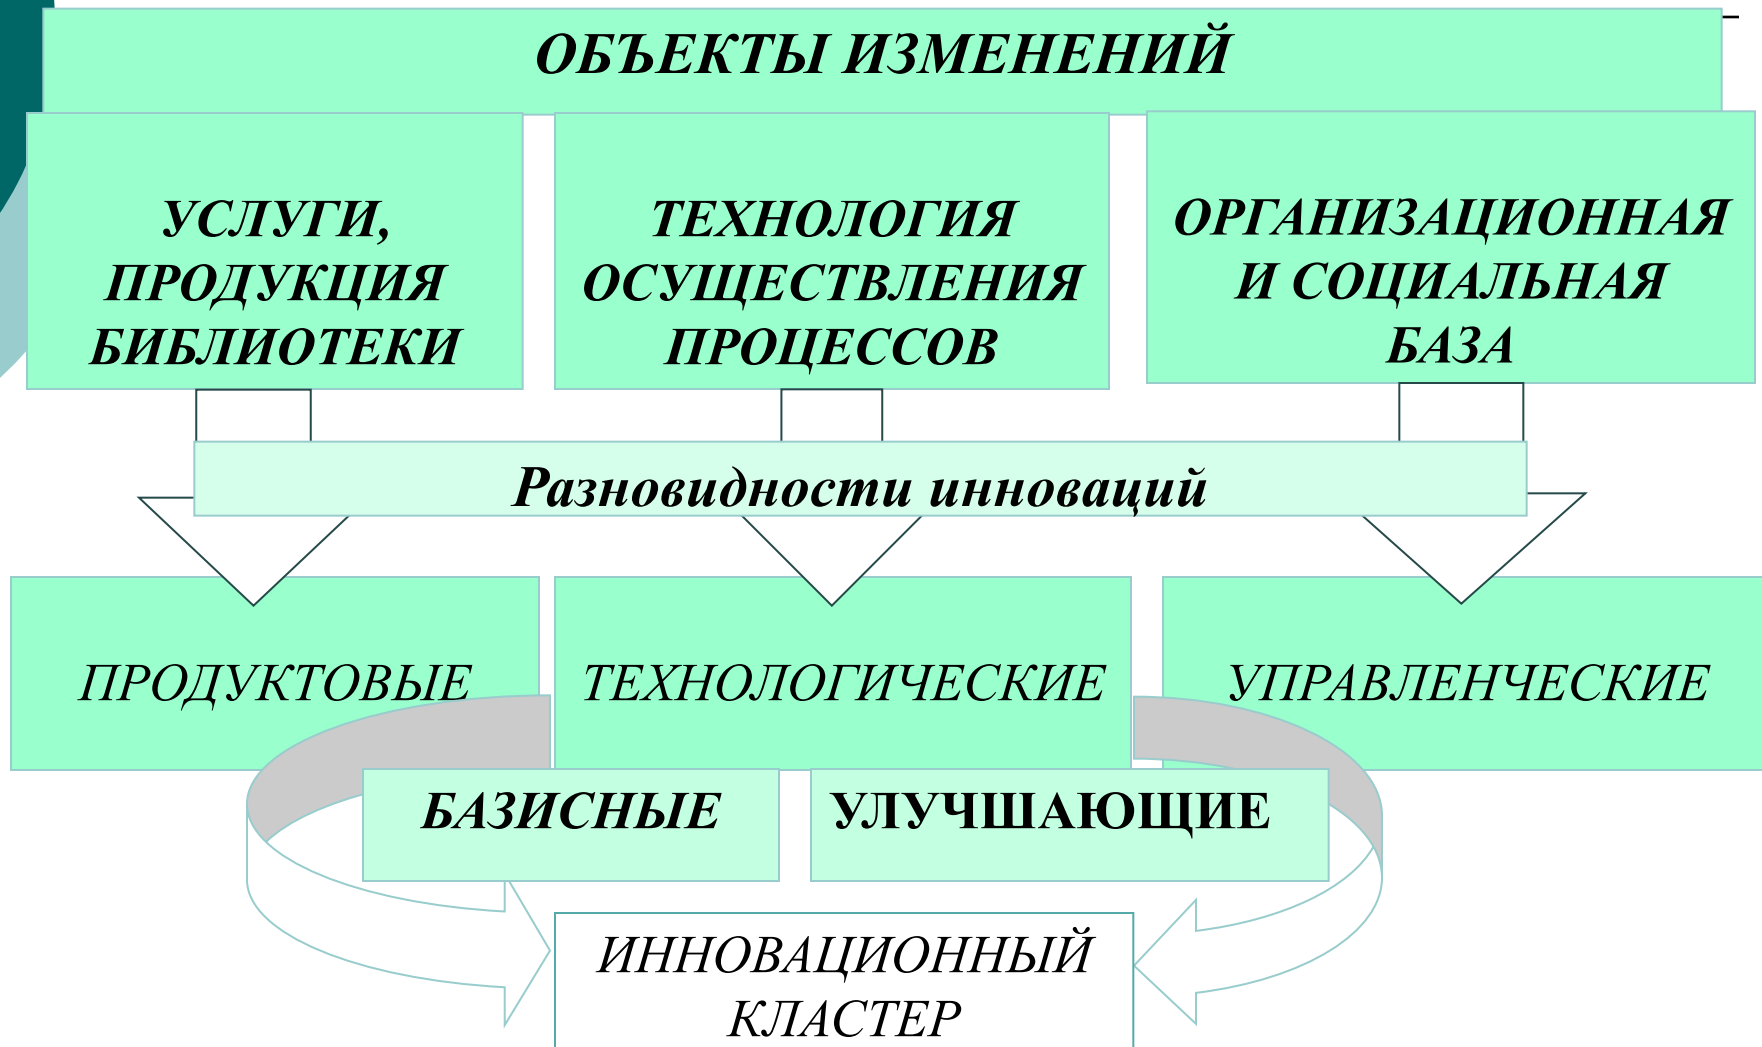 ОБЪЕКТЫ ИЗМЕНЕНИЙ
УСЛУГИ,
ПРОДУКЦИЯ
БИБЛИОТЕКИ
ТЕХНОЛОГИЯ
ОСУЩЕСТВЛЕНИЯ
ПРОЦЕССОВ
ОРГАНИЗАЦИОННАЯ
И СОЦИАЛЬНАЯ
БАЗА
Разновидности инноваций
ПРОДУКТОВЫЕ
ТЕХНОЛОГИЧЕСКИЕ
УПРАВЛЕНЧЕСКИЕ
БАЗИСНЫЕ
УЛУЧШАЮЩИЕ
ИННОВАЦИОННЫЙ
КЛАСТЕР